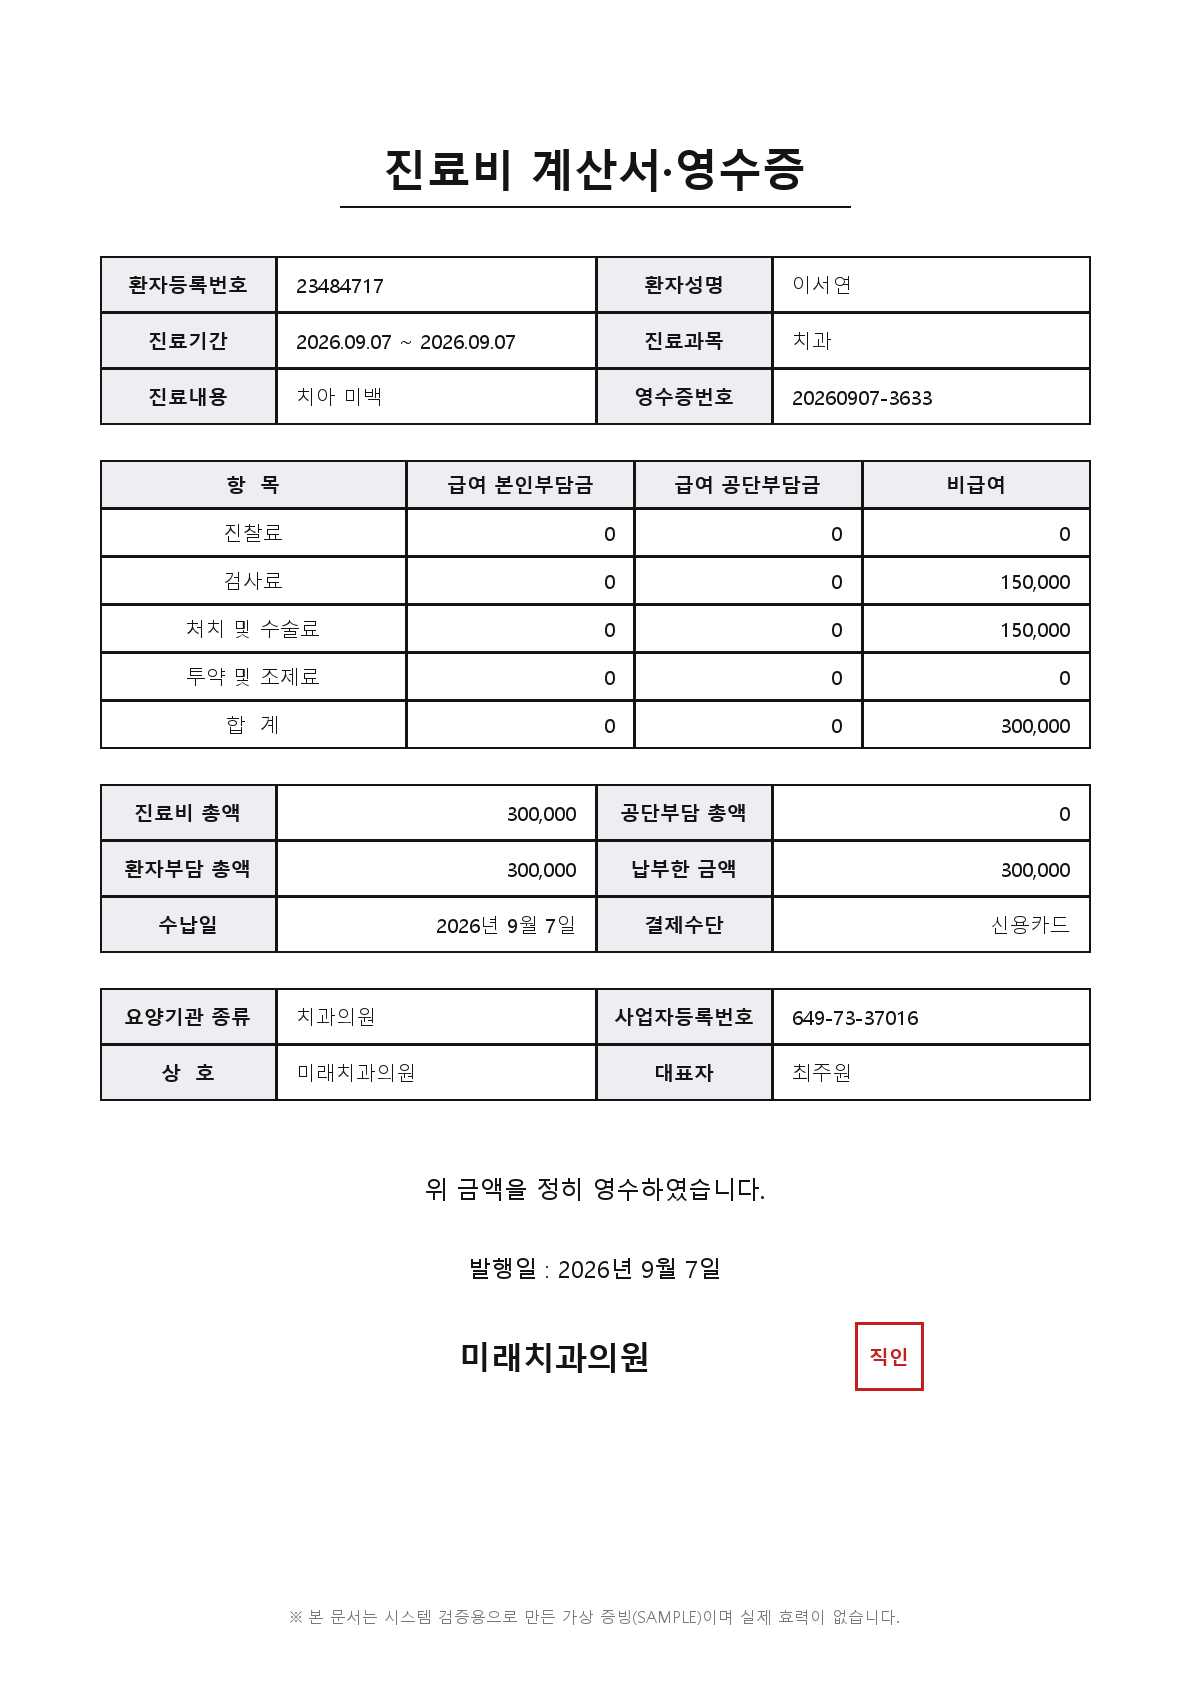 진료비 계산서·영수증
환자등록번호 23484717 환자성명 이서연
진료기간 2026.09.07 ~ 2026.09.07 진료과목 치과
진료내용 치아 미백 영수증번호 20260907-3633
항 목 급여 본인부담금 급여 공단부담금 비급여
진찰료 0 0 0
검사료 0 0 150,000
처치 및 수술료 0 0 150,000
투약 및 조제료 0 0 0
합 계 0 0 300,000
진료비 총액 300,000 공단부담 총액 0
환자부담 총액 300,000 납부한 금액 300,000
수납일 2026년 9월 7일 결제수단 신용카드
요양기관 종류 치과의원 사업자등록번호 649-73-37016
상 호 미래치과의원 대표자 최주원
위 금액을 정히 영수하였습니다.
발행일 : 2026년 9월 7일
미래치과의원 직인
※ 본 문서는 시스템 검증용으로 만든 가상 증빙(SAMPLE)이며 실제 효력이 없습니다.